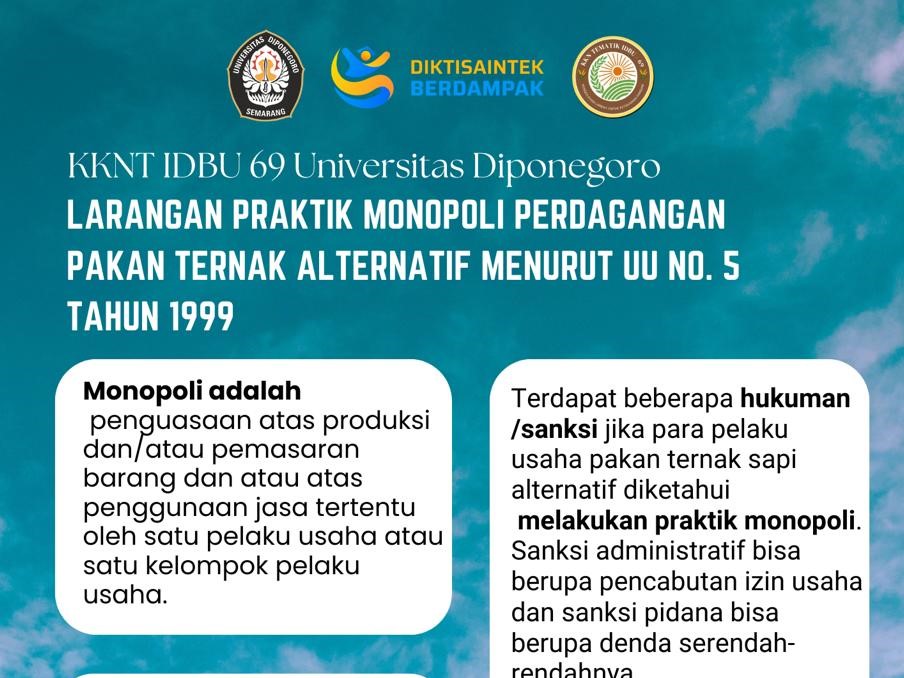 UNIVERSITAS DIPONEGORO
SEMARANG
DIKTISAINTEK
BERDAMPAK
KKN TEMATIK IDBU 69
KKNT IDBU 69 Universitas Diponegoro
LARANGAN PRAKTIK MONOPOLI PERDAGANGAN
PAKAN TERNAK ALTERNATIF MENURUT UU NO. 5
TAHUN 1999
Monopoli adalah
penguasaan atas produksi
dan/atau pemasaran
barang dan atau atas
penggunaan jasa tertentu
oleh satu pelaku usaha atau
satu kelompok pelaku
usaha.
Terdapat beberapa hukuman
/sanksi jika para pelaku
usaha pakan ternak sapi
alternatif diketahui
melakukan praktik monopoli.
Sanksi administratif bisa
berupa pencabutan izin usaha
dan sanksi pidana bisa
berupa denda serendah-
rendahnya